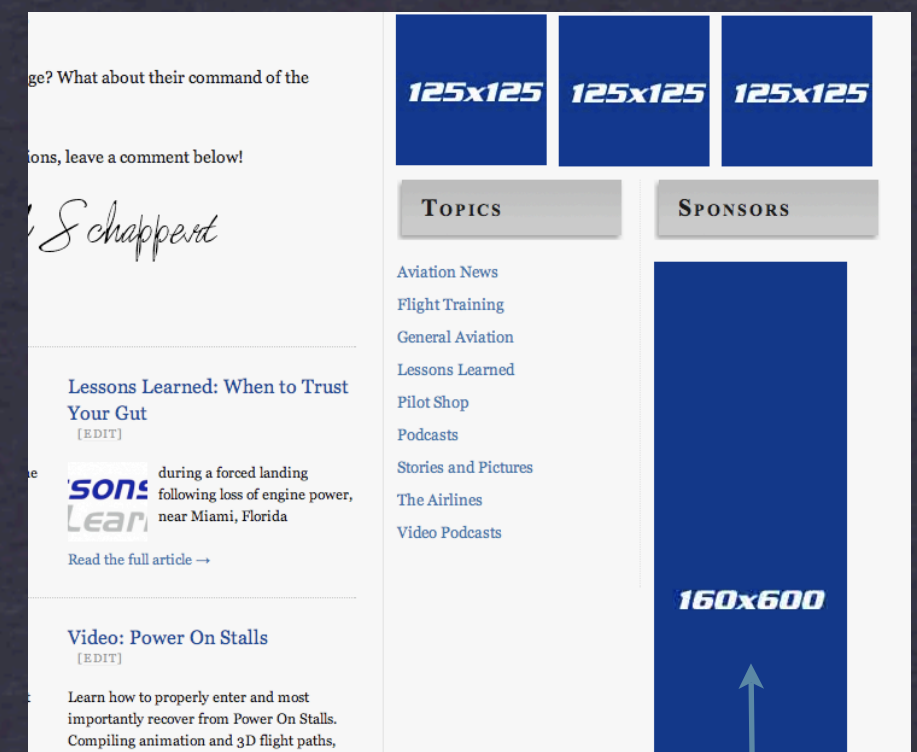 ge? What about their command of the
ions, leave a comment below!
Schappert
Lessons Learned: When to Trust
Your Gut
[EDIT]
during a forced landing
following loss of engine power,
near Miami, Florida
Read the full article →
Video: Power On Stalls
[EDIT]
Learn how to properly enter and most
importantly recover from Power On Stalls.
Compiling animation and 3D flight paths,
125x125 125x125 125x125
TOPICS
Aviation News
Flight Training
General Aviation
Lessons Learned
Pilot Shop
Podcasts
Stories and Pictures
The Airlines
Video Podcasts
SPONSORS
160x600